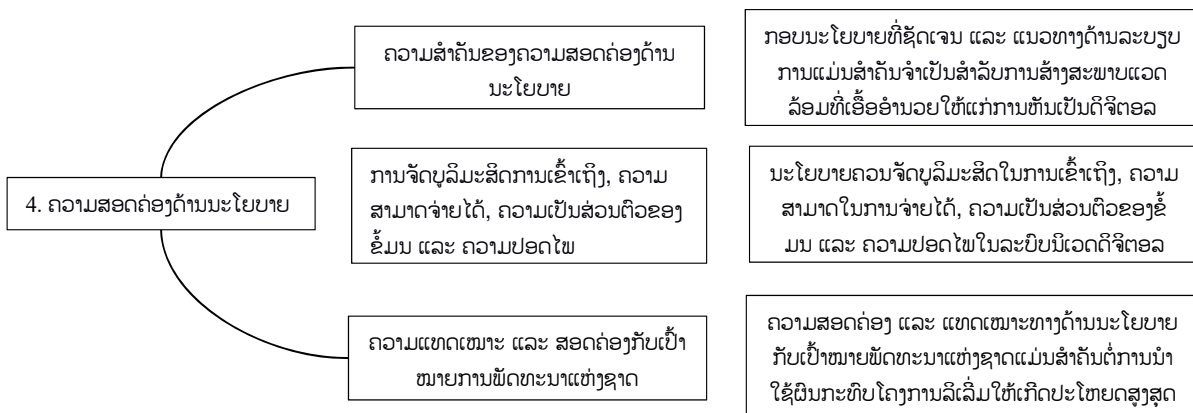 ຄວາມສຳຄັນຂອງຄວາມສອດຄ່ອງດ້ານ
ນະໂຍບາຍ
ກອບນະໂຍບາຍທີ່ຊັດເຈນ ແລະ ແນວທາງດ້ານລະບຽບ
ການແມ່ນສຳຄັນຈຳເປັນສຳລັບການສ້າງສະພາບແວດ
ລ້ອມທີ່ເອື້ອອຳນວຍໃຫ້ແກ່ການຫັນເປັນດິຈິຕອລ
4. ຄວາມສອດຄ່ອງດ້ານນະໂຍບາຍ
ການຈັດບູລິມະສິດການເຂົ້າເຖິງ, ຄວາມ
ສາມາດຈ່າຍໄດ້, ຄວາມເປັນສ່ວນຕົວຂອງ
ຂໍ້ມນ ແລະ ຄວາມປອດໄພ
ນະໂຍບາຍຄວນຈັດບູລິມະສິດໃນການເຂົ້າເຖິງ, ຄວາມ
ສາມາດໃນການຈ່າຍໄດ້, ຄວາມເປັນສ່ວນຕົວຂອງຂໍ້
ມນ ແລະ ຄວາມປອດໄພໃນລະບົບນິເວດດິຈິຕອລ
ຄວາມແທດເໝາະ ແລະ ສອດຄ່ອງກັບເປົ້າ
ໝາຍການພັດທະນາແຫ່ງຊາດ
ຄວາມສອດຄ່ອງ ແລະ ແທດເໝາະທາງດ້ານນະໂຍບາຍ
ກັບເປົ້າໝາຍພັດທະນາແຫ່ງຊາດແມ່ນສຳຄັນຕໍ່ການນຳ
ໃຊ້ຜົນກະທົບໂຄງການລິເລີ່ມໃຫ້ເກີດປະໂຫຍດສູງສຸດ